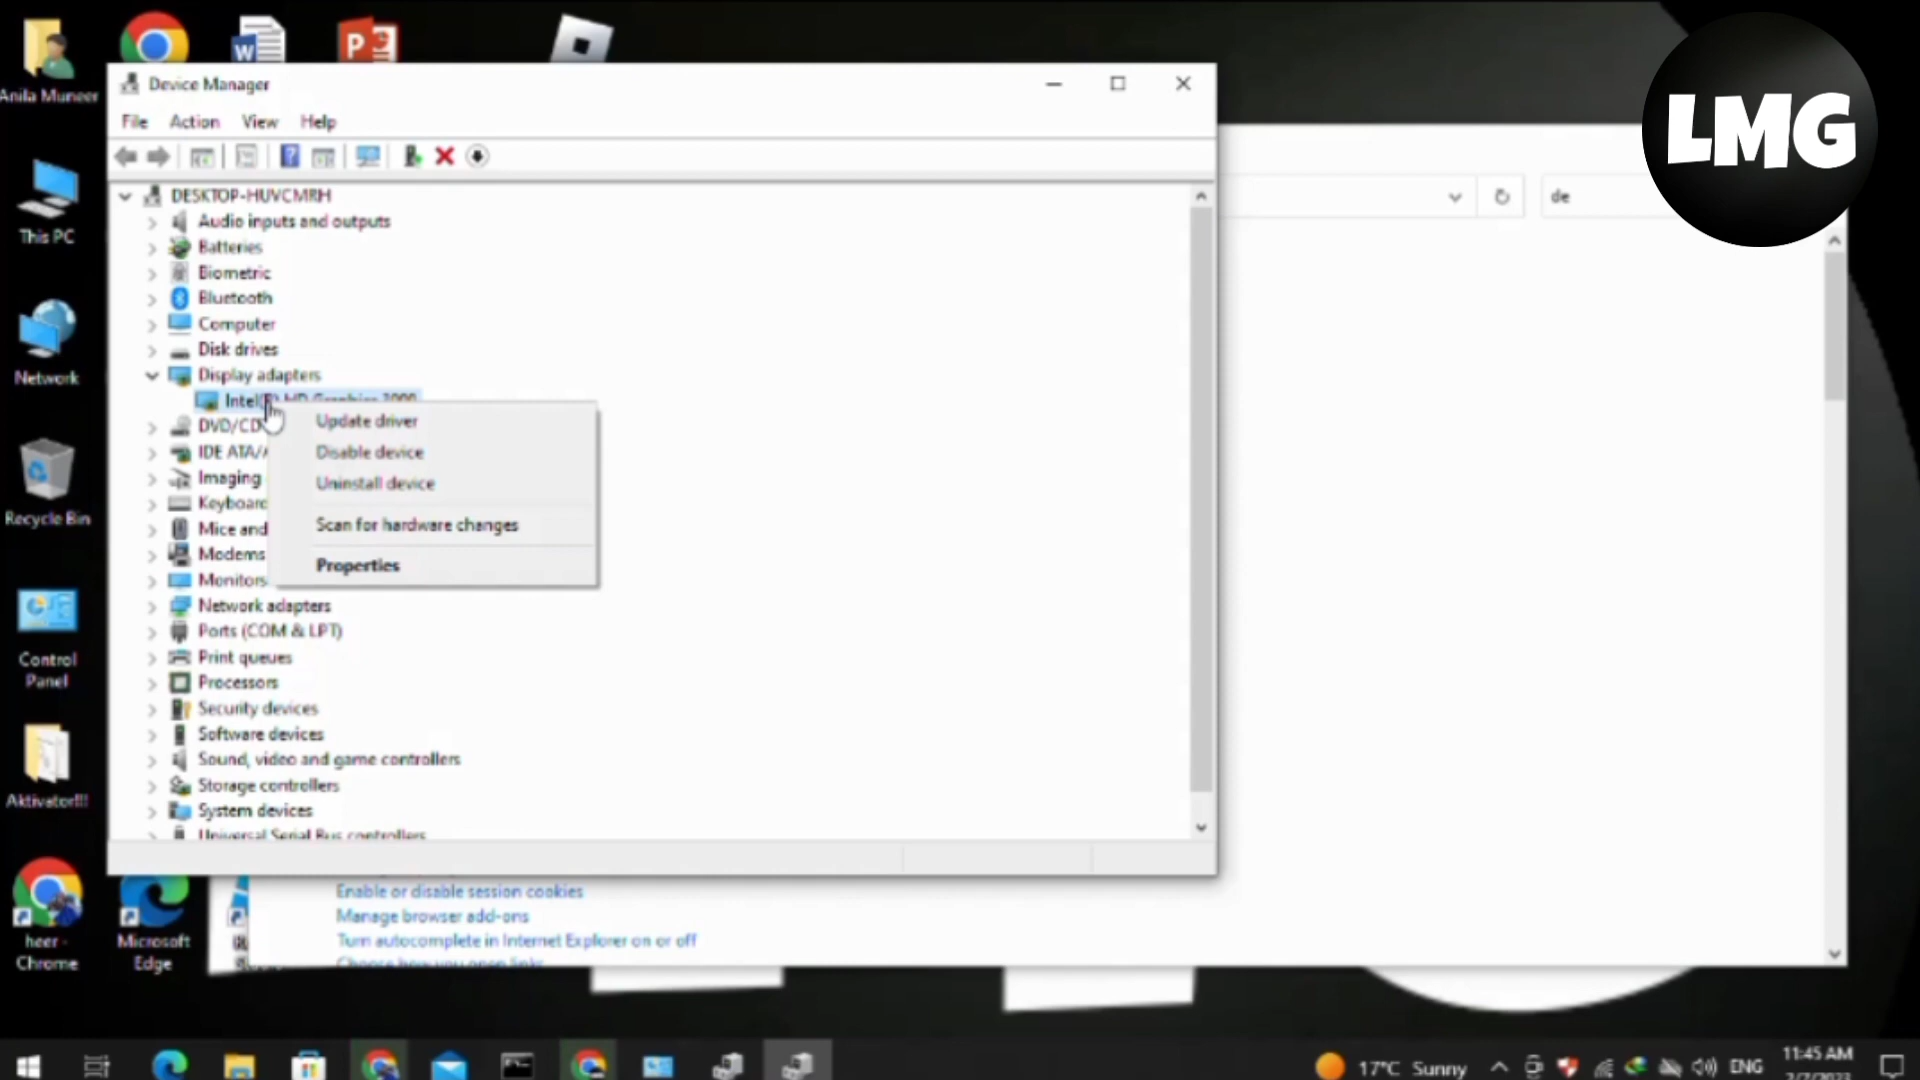 LMG
Anila Muneer
Device Manager
File Action View Help
de
DESKTOP-HUVCMRH
Audio inputs and outputs
Batteries
Biometric
Bluetooth
Computer
Disk drives
Display adapters
Update driver
Disable device
Uninstall device
Scan for hardware changes
Properties
DVD/CD
IDE ATA/
Imaging
Keyboard
Mice and
Modems
Monitors
Network adapters
Ports (COM & LPT)
Print queues
Processors
Security devices
Software devices
Sound, video and game controllers
Storage controllers
System devices
Universal Serial Bus controllers
This PC
Network
Recycle Bin
Control
Panel
Aktivator!!!
heer -
Chrome
Microsoft
Edge
Enable or disable session cookies
Manage browser add-ons
Turn autocomplete in Internet Explorer on or off
Choose how you open links
17°C Sunny
ENG
11:45 AM